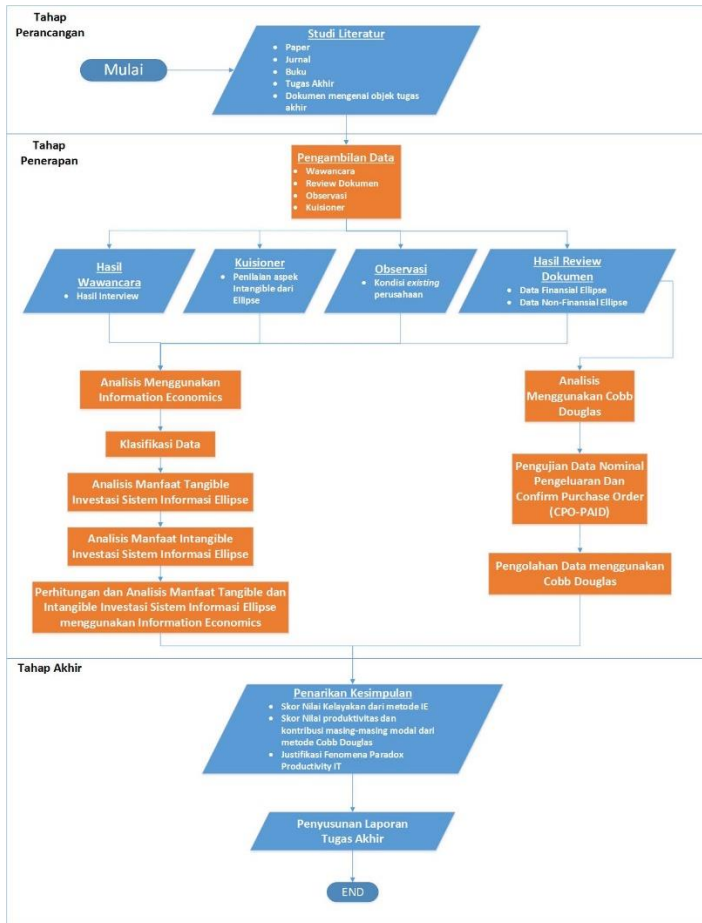 Tahap
Perancangan
Mulai
Studi Literatur
• Paper
• Jurnal
• Buku
• Tugas Akhir
• Dokumen mengenai objek tugas
akhir
Tahap
Penerapan
Pengambilan Data
• Wawancara
• Review Dokumen
• Observasi
• Kuisioner
Hasil
Wawancara
• Hasil Interview
Kuisioner
• Penilaian aspek
Intangible dari
Ellipse
Observasi
• Kondisi existing
perusahaan
Hasil Review
Dokumen
• Data Finansial Ellipse
• Data Non-Finansial Ellipse
Analisis Menggunakan
Information Economics
Klasifikasi Data
Analisis Manfaat Tangible
Investasi Sistem Informasi Ellipse
Analisis Manfaat Intangible
Investasi Sistem Informasi Ellipse
Perhitungan dan Analisis Manfaat Tangible dan
Intangible Investasi Sistem Informasi Ellipse
menggunakan Information Economics
Analisis
Menggunakan Cobb
Douglas
Pengujian Data Nominal
Pengeluaran Dan
Confirm Purchase Order
(CPO-PAID)
Pengolahan Data menggunakan
Cobb Douglas
Tahap Akhir
Penarikan Kesimpulan
• Skor Nilai Kelayakan dari metode IE
• Skor Nilai produktivitas dan
kontribusi masing-masing modal dari
metode Cobb Douglas
• Justifikasi Fenomena Paradox
Productivity IT
Penyusunan Laporan
Tugas Akhir
END